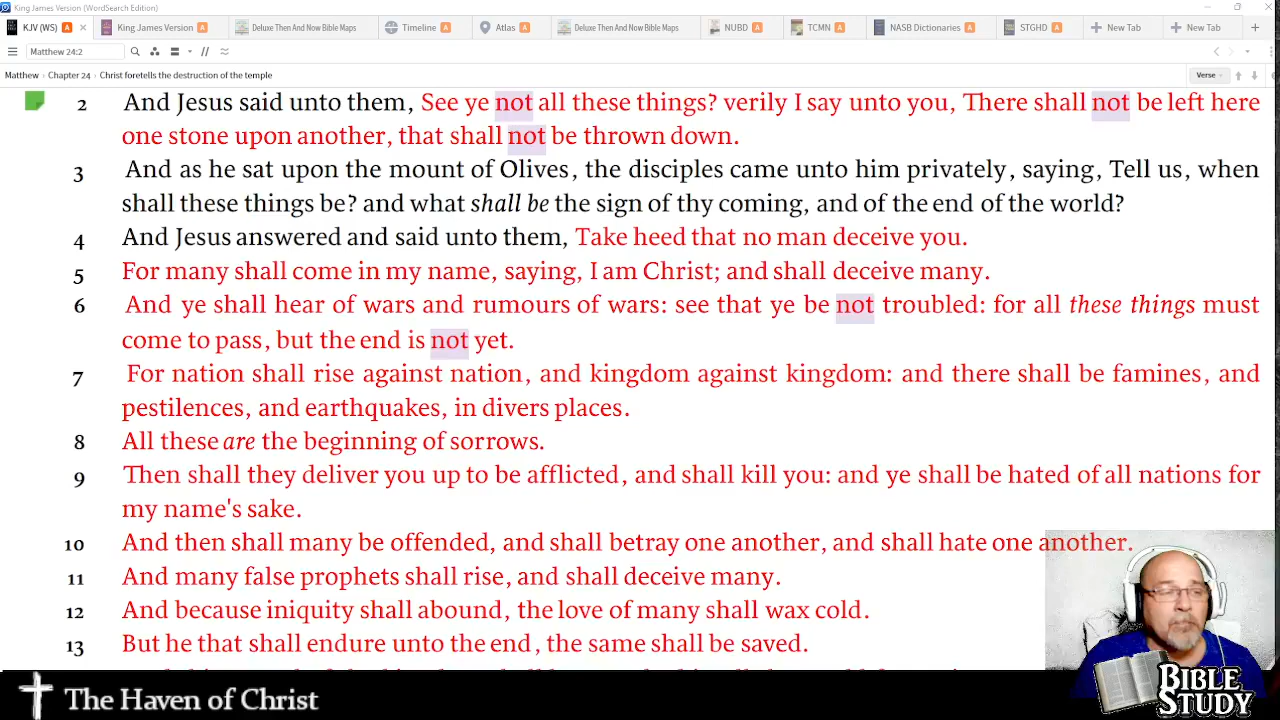 King James Version (WordSearch Edition)
KJV (WS) A × King James Version A Deluxe Then And Now Bible Maps Timeline A Atlas A Deluxe Then And Now Bible Maps NUBD A TCMN A NASB Dictionaries A STGHD A + New Tab + New Tab +
Matthew 24:2
Matthew › Chapter 24 › Christ foretells the destruction of the temple Verse
2 And Jesus said unto them, See ye not all these things? verily I say unto you, There shall not be left here
one stone upon another, that shall not be thrown down.
3 And as he sat upon the mount of Olives, the disciples came unto him privately, saying, Tell us, when
shall these things be? and what shall be the sign of thy coming, and of the end of the world?
4 And Jesus answered and said unto them, Take heed that no man deceive you.
5 For many shall come in my name, saying, I am Christ; and shall deceive many.
6 And ye shall hear of wars and rumours of wars: see that ye be not troubled: for all these things must
come to pass, but the end is not yet.
7 For nation shall rise against nation, and kingdom against kingdom: and there shall be famines, and
pestilences, and earthquakes, in divers places.
8 All these are the beginning of sorrows.
9 Then shall they deliver you up to be afflicted, and shall kill you: and ye shall be hated of all nations for
my name's sake.
10 And then shall many be offended, and shall betray one another, and shall hate one another.
11 And many false prophets shall rise, and shall deceive many.
12 And because iniquity shall abound, the love of many shall wax cold.
13 But he that shall endure unto the end, the same shall be saved.
The Haven of Christ
BIBLE
STUDY